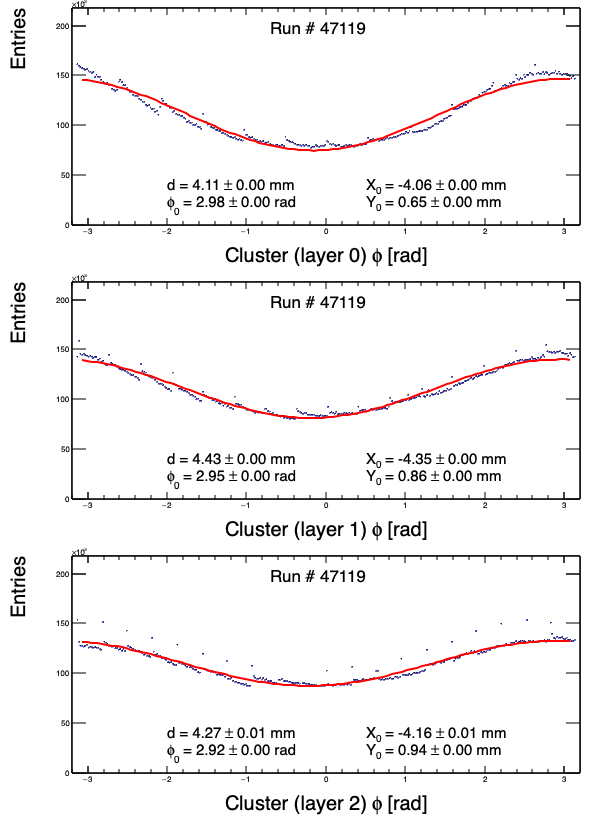 ×10²
Entries
200
150
100
50
0
Run # 47119
d = 4.11 ± 0.00 mm X₀ = -4.06 ± 0.00 mm
ϕ₀ = 2.98 ± 0.00 rad Y₀ = 0.65 ± 0.00 mm
−3 −2 −1 0 1 2 3
Cluster (layer 0) ϕ [rad]
×10²
Entries
200
150
100
50
0
Run # 47119
d = 4.43 ± 0.00 mm X₀ = -4.35 ± 0.00 mm
ϕ₀ = 2.95 ± 0.00 rad Y₀ = 0.86 ± 0.00 mm
−3 −2 −1 0 1 2 3
Cluster (layer 1) ϕ [rad]
×10²
Entries
200
150
100
50
0
Run # 47119
d = 4.27 ± 0.01 mm X₀ = -4.16 ± 0.01 mm
ϕ₀ = 2.92 ± 0.00 rad Y₀ = 0.94 ± 0.00 mm
−3 −2 −1 0 1 2 3
Cluster (layer 2) ϕ [rad]